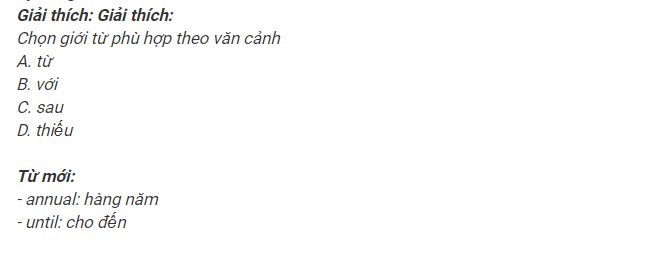 Giải thích: Giải thích:
Chọn giới từ phù hợp theo văn cảnh
A. từ
B. với
C. sau
D. thiếu
Từ mới:
- annual: hàng năm
- until: cho đến